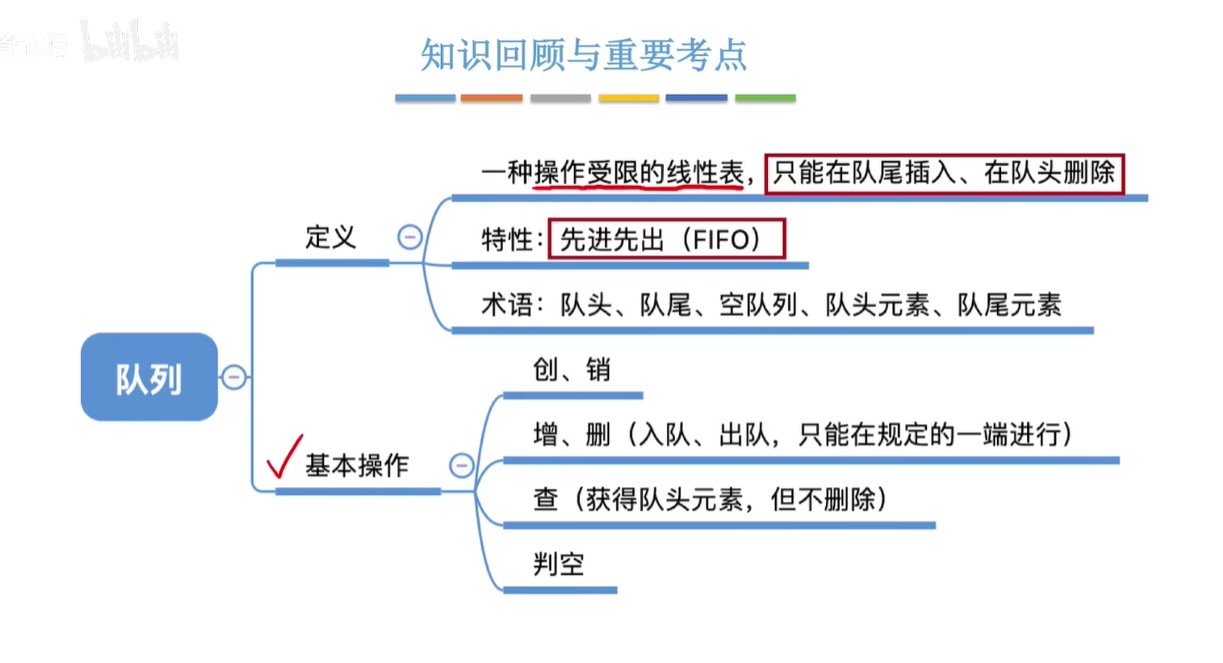 bilibili
知识回顾与重要考点
一种操作受限的线性表，只能在队尾插入、在队头删除
定义
特性：先进先出（FIFO）
术语：队头、队尾、空队列、队头元素、队尾元素
队列
创、销
增、删（入队、出队，只能在规定的一端进行）
基本操作
查（获得队头元素，但不删除）
判空